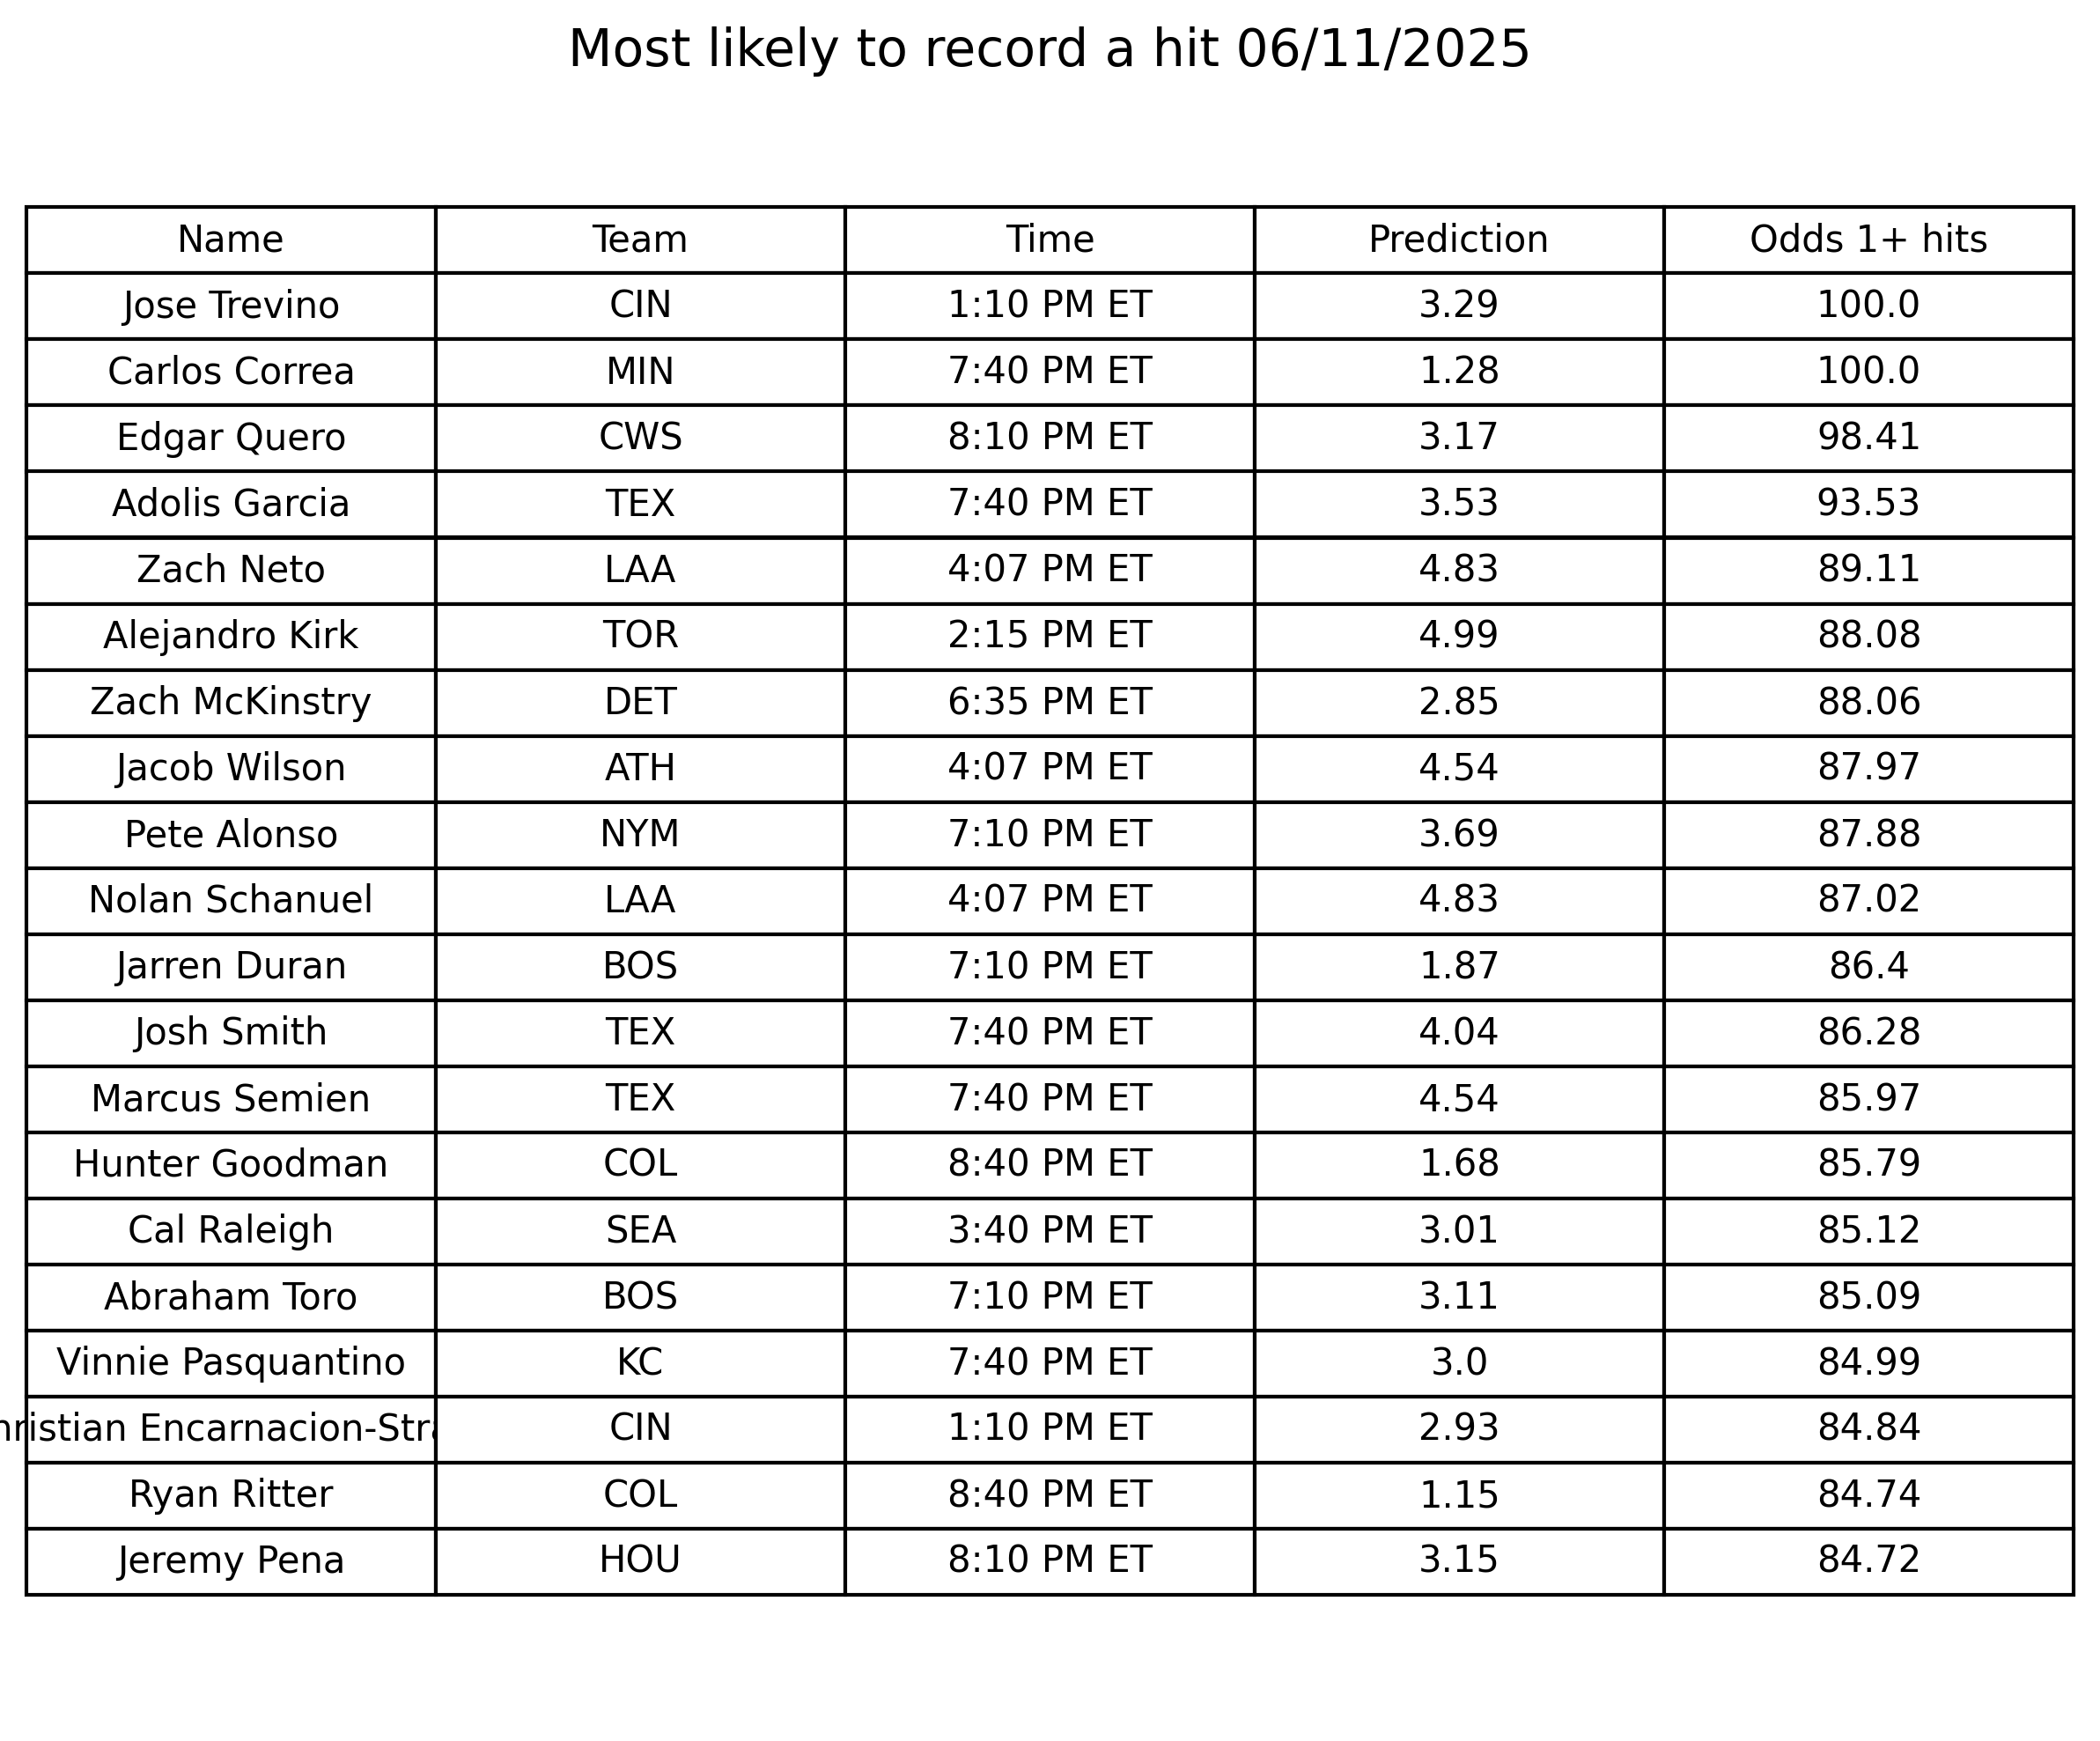 Most likely to record a hit 06/11/2025
Name Team Time Prediction Odds 1+ hits
Jose Trevino CIN 1:10 PM ET 3.29 100.0
Carlos Correa MIN 7:40 PM ET 1.28 100.0
Edgar Quero CWS 8:10 PM ET 3.17 98.41
Adolis Garcia TEX 7:40 PM ET 3.53 93.53
Zach Neto LAA 4:07 PM ET 4.83 89.11
Alejandro Kirk TOR 2:15 PM ET 4.99 88.08
Zach McKinstry DET 6:35 PM ET 2.85 88.06
Jacob Wilson ATH 4:07 PM ET 4.54 87.97
Pete Alonso NYM 7:10 PM ET 3.69 87.88
Nolan Schanuel LAA 4:07 PM ET 4.83 87.02
Jarren Duran BOS 7:10 PM ET 1.87 86.4
Josh Smith TEX 7:40 PM ET 4.04 86.28
Marcus Semien TEX 7:40 PM ET 4.54 85.97
Hunter Goodman COL 8:40 PM ET 1.68 85.79
Cal Raleigh SEA 3:40 PM ET 3.01 85.12
Abraham Toro BOS 7:10 PM ET 3.11 85.09
Vinnie Pasquantino KC 7:40 PM ET 3.0 84.99
hristian Encarnacion-Stra CIN 1:10 PM ET 2.93 84.84
Ryan Ritter COL 8:40 PM ET 1.15 84.74
Jeremy Pena HOU 8:10 PM ET 3.15 84.72